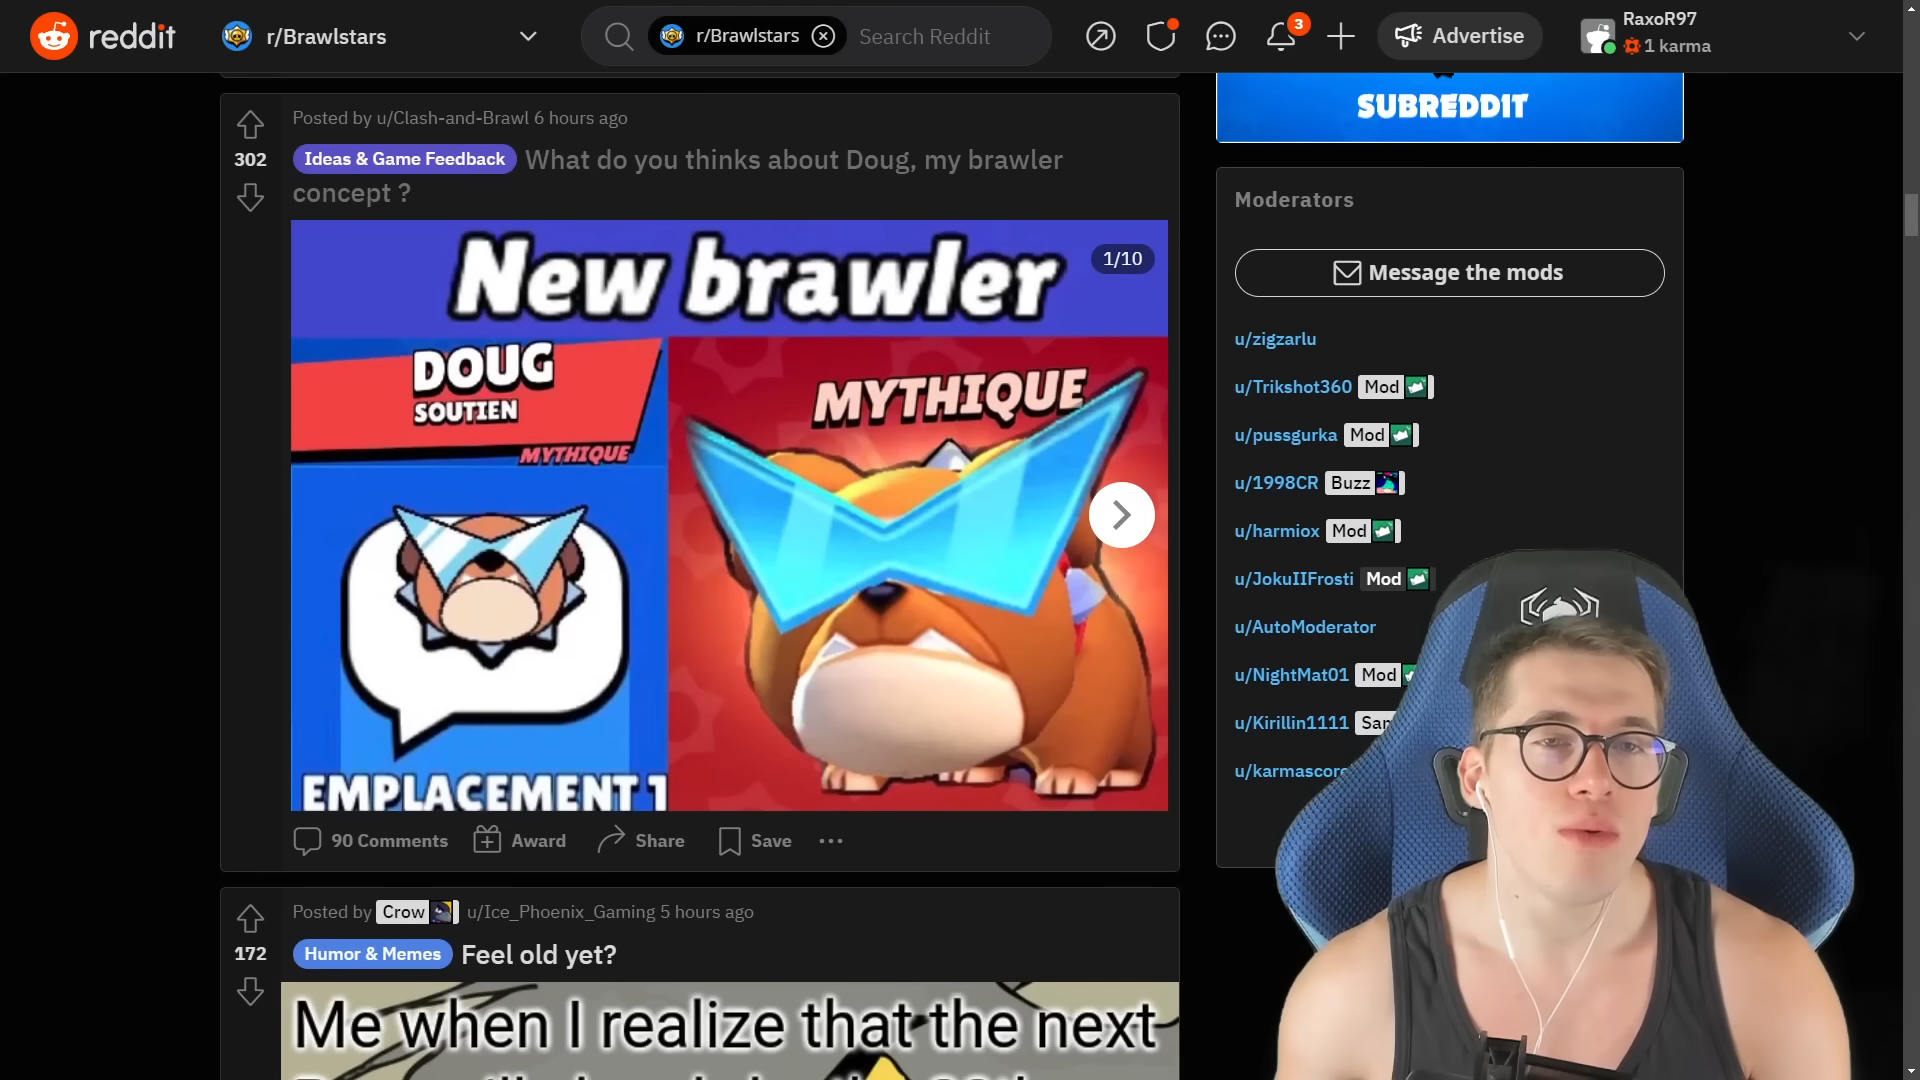 reddit
r/Brawlstars
r/Brawlstars
Search Reddit
3
Advertise
RaxoR97
1 karma
Posted by u/Clash-and-Brawl 6 hours ago
302
Ideas & Game Feedback What do you thinks about Doug, my brawler
concept ?
New brawler
1/10
DOUG
SOUTIEN
MYTHIQUE
MYTHIQUE
EMPLACEMENT 1
90 Comments
Award
Share
Save
Posted by Crow u/Ice_Phoenix_Gaming 5 hours ago
172
Humor & Memes Feel old yet?
Me when I realize that the next
SUBREDDIT
Moderators
Message the mods
u/zigzarlu
u/Trikshot360 Mod
u/pussgurka Mod
u/1998CR Buzz
u/harmiox Mod
u/JokuIIFrosti Mod
u/AutoModerator
u/NightMat01 Mod
u/Kirillin1111